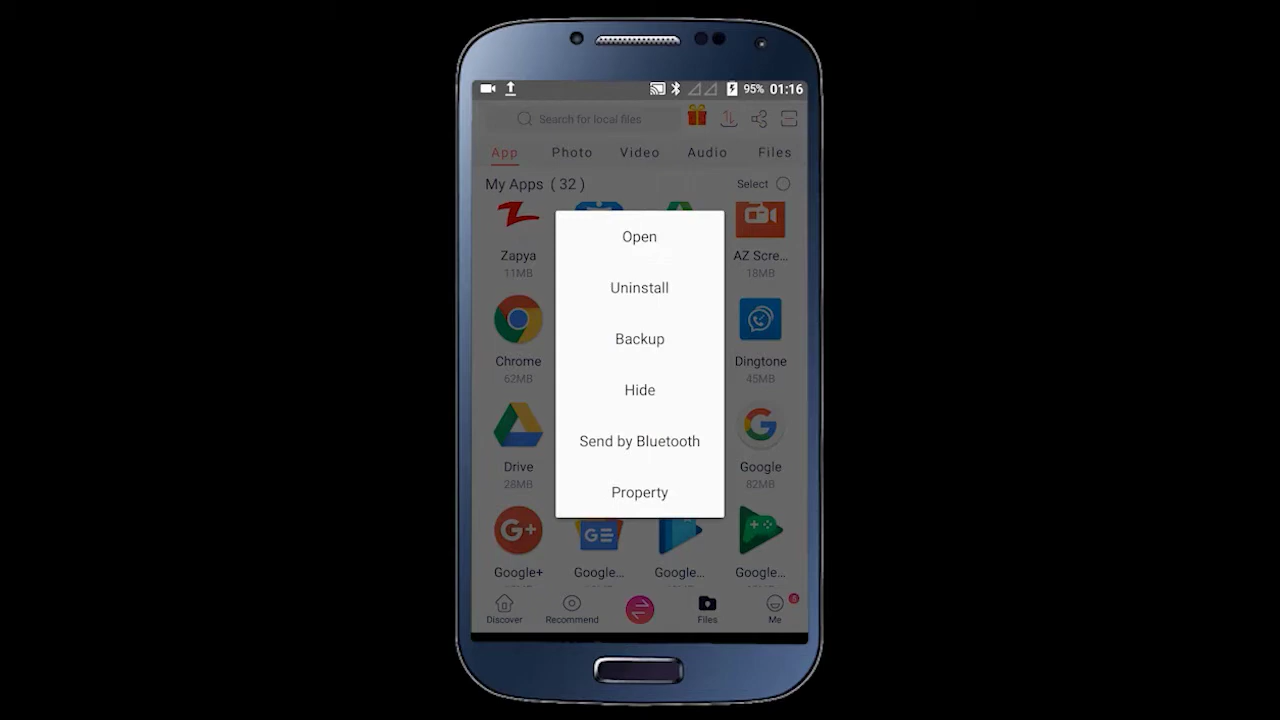 95% 01:16
Search for local files
App Photo Video Audio Files
My Apps ( 32 ) Select
Zapya AZ Scre...
11MB 18MB
Open
Uninstall
Backup
Hide
Send by Bluetooth
Property
Chrome Dingtone
62MB 45MB
Drive Google
28MB 82MB
Google+ Google... Google... Google...
Discover Recommend Files Me 6